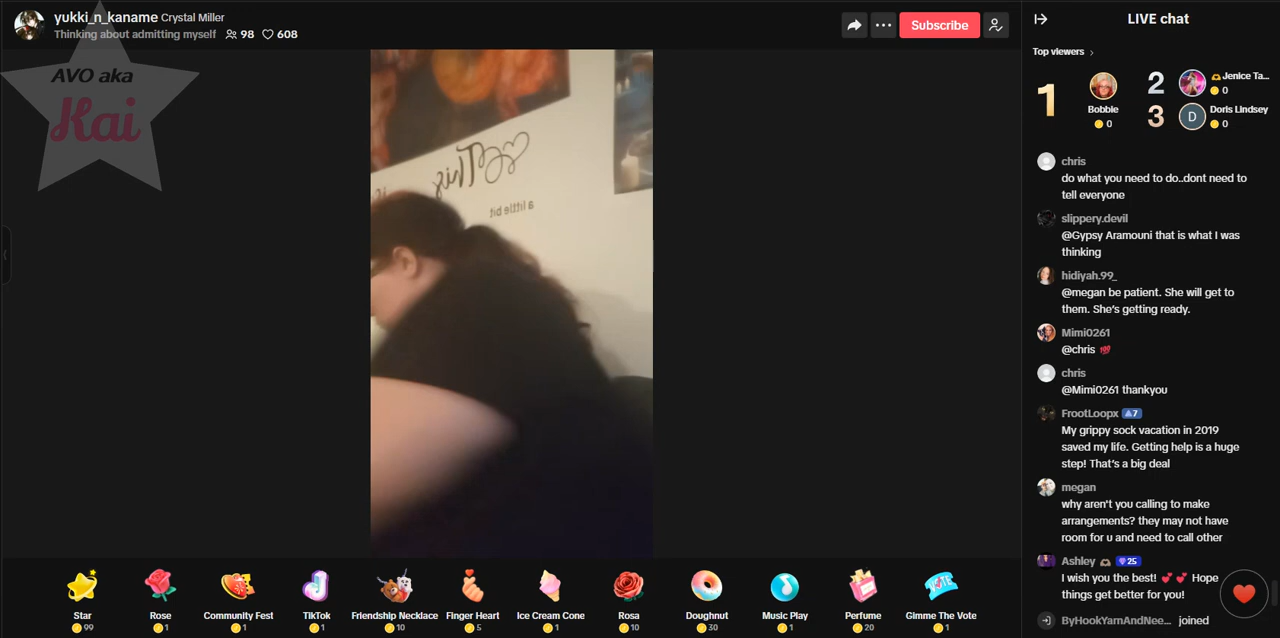 yukki_n_kaname Crystal Miller
Thinking about admitting myself 98 608
Subscribe
AVO aka
Kai
This
a little bit
LIVE chat
Top viewers
1
Bobbie
0
2
Jenice Ta...
0
3
D
Doris Lindsey
0
chris
do what you need to do..dont need to
tell everyone
slippery.devil
@Gypsy Aramouni that is what I was
thinking
hidiyah.99_
@megan be patient. She will get to
them. She's getting ready.
Mimi0261
@chris 💯
chris
@Mimi0261 thankyou
FrootLoopx 7
My grippy sock vacation in 2019
saved my life. Getting help is a huge
step! That's a big deal
megan
why aren't you calling to make
arrangements? they may not have
room for u and need to call other
Ashley 25
I wish you the best! 💕 💕 Hope
things get better for you!
ByHookYarnAndNee... joined
Star
99
Rose
1
Community Fest
1
TikTok
1
Friendship Necklace
10
Finger Heart
5
Ice Cream Cone
1
Rosa
10
Doughnut
30
Music Play
1
Perfume
20
VOTE
Gimme The Vote
1